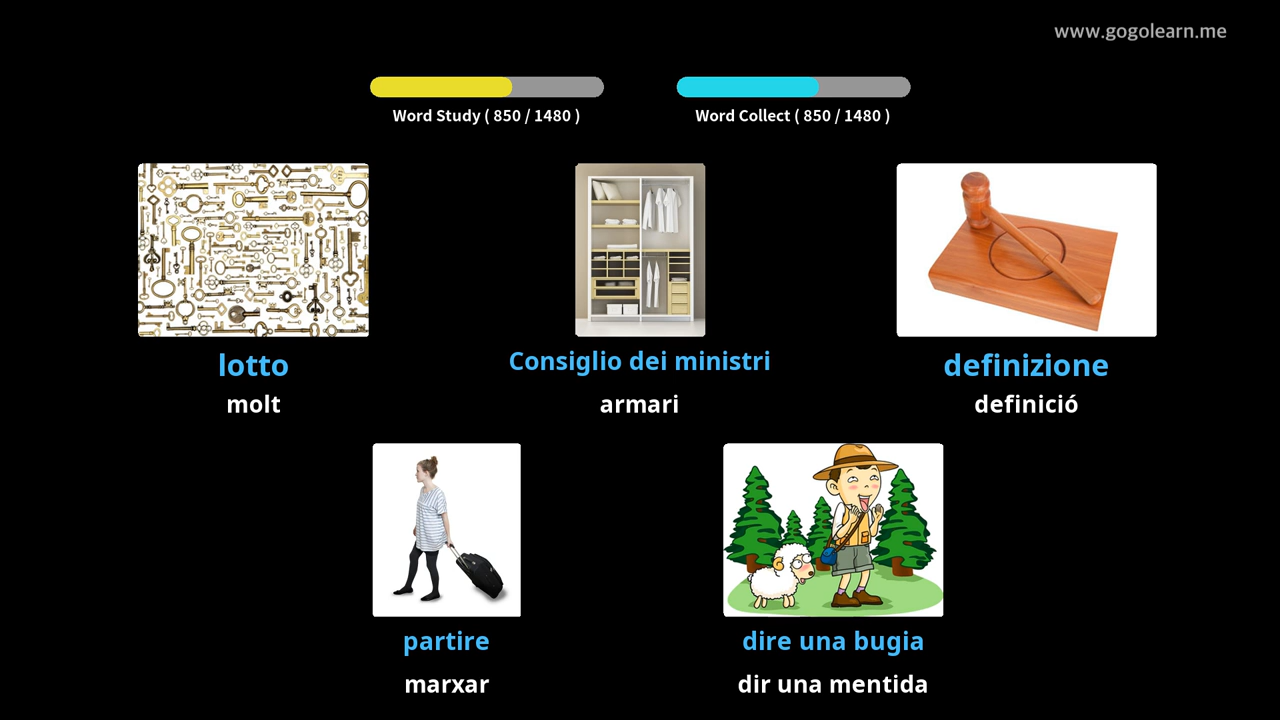 www.gogolearn.me
Word Study ( 850 / 1480 )
Word Collect ( 850 / 1480 )
lotto
molt
Consiglio dei ministri
armari
definizione
definició
partire
marxar
dire una bugia
dir una mentida